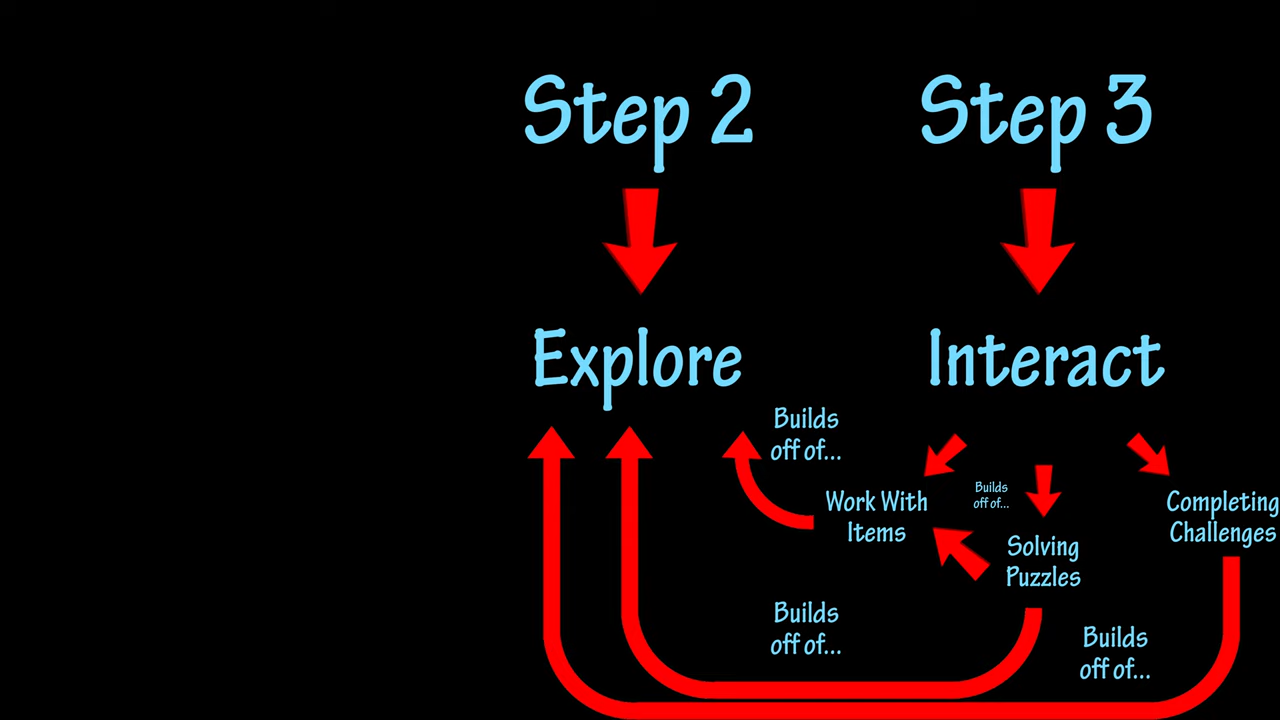 Step 2
Step 3
Explore
Interact
Builds
off of...
Work With
Items
Builds
off of...
Solving
Puzzles
Completing
Challenges
Builds
off of...
Builds
off of...